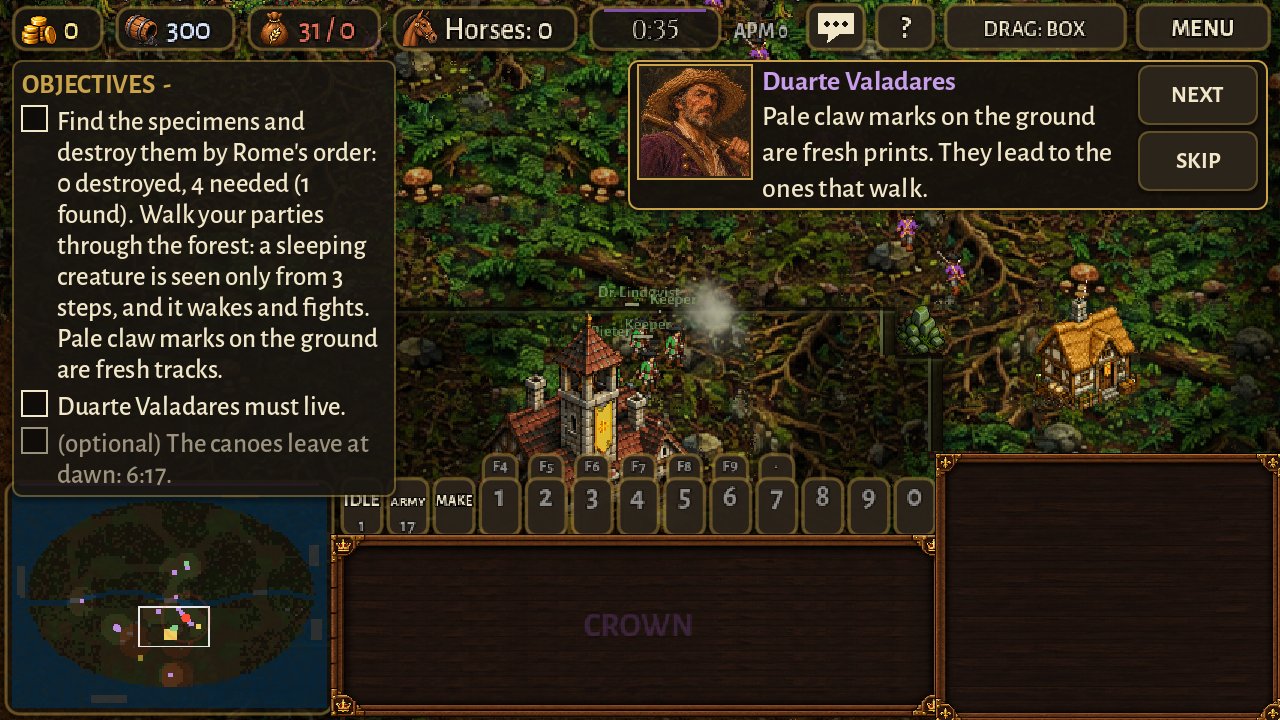 0
300
31 / 0
Horses: 0
0:35
APM 0
?
DRAG: BOX
MENU
OBJECTIVES -
Find the specimens and
destroy them by Rome's order:
0 destroyed, 4 needed (1
found). Walk your parties
through the forest: a sleeping
creature is seen only from 3
steps, and it wakes and fights.
Pale claw marks on the ground
are fresh tracks.
Duarte Valadares must live.
(optional) The canoes leave at
dawn: 6:17.
Duarte Valadares
Pale claw marks on the ground
are fresh prints. They lead to the
ones that walk.
NEXT
SKIP
Dr. Lindqvist
Keeper
Keeper
Pieter
F4 F5 F6 F7 F8 F9 .
IDLE ARMY MAKE 1 2 3 4 5 6 7 8 9 0
1 17
CROWN